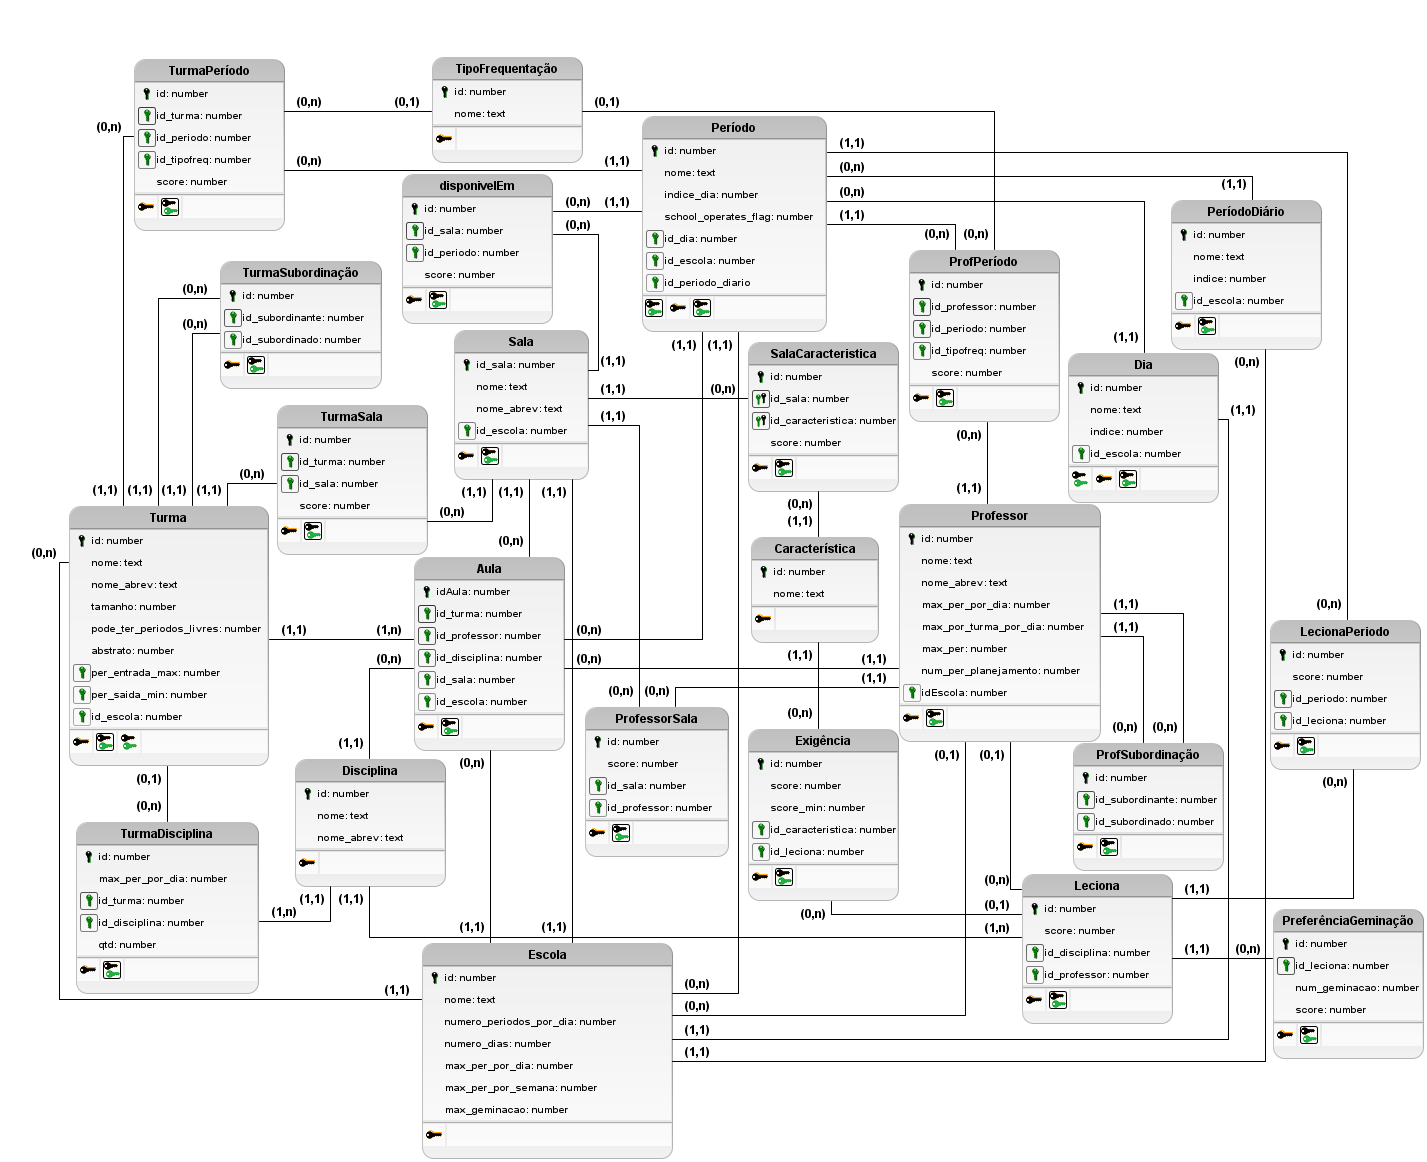 TurmaPeríodo
id: number
id_turma: number
id_periodo: number
id_tipofreq: number
score: number
(0,n)
(0,1)
(0,n)
(0,n)
(1,1)
TipoFrequentação
id: number
nome: text
(0,1)
Período
id: number
nome: text
indice_dia: number
school_operates_flag: number
id_dia: number
id_escola: number
id_periodo_diario
(1,1)
(0,n)
(0,n)
(1,1)
(1,1)
(0,n)
(0,n)
disponivelEm
id: number
id_sala: number
id_periodo: number
score: number
(0,n)
(1,1)
(0,n)
PeríodoDiário
id: number
nome: text
indice: number
id_escola: number
(0,n)
TurmaSubordinação
id: number
id_subordinante: number
id_subordinado: number
(0,n)
(0,n)
ProfPeríodo
id: number
id_professor: number
id_periodo: number
id_tipofreq: number
score: number
(0,n)
(1,1)
Sala
id_sala: number
nome: text
nome_abrev: text
id_escola: number
(1,1)
(1,1)
(1,1)
(0,n)
(1,1)
(1,1)
SalaCaracteristica
id: number
id_sala: number
id_caracteristica: number
score: number
(0,n)
(1,1)
(1,1)
Dia
id: number
nome: text
indice: number
id_escola: number
(1,1)
TurmaSala
id: number
id_turma: number
id_sala: number
score: number
(0,n)
(0,n)
(1,1)
(1,1)
(1,1)
(1,1)
(1,1)
(1,1)
(1,1)
(0,n)
Turma
id: number
nome: text
nome_abrev: text
tamanho: number
pode_ter_periodos_livres: number
abstrato: number
per_entrada_max: number
per_saida_min: number
id_escola: number
(0,n)
(1,1)
(1,n)
(0,1)
(0,n)
Aula
idAula: number
id_turma: number
id_professor: number
id_disciplina: number
id_sala: number
id_escola: number
(0,n)
(0,n)
(0,n)
(1,1)
(1,1)
(0,n)
Característica
id: number
nome: text
(1,1)
(0,n)
Professor
id: number
nome: text
nome_abrev: text
max_per_por_dia: number
max_por_turma_por_dia: number
max_per: number
num_per_planejamento: number
idEscola: number
(1,1)
(1,1)
(0,n)
(0,n)
(0,1)
(0,1)
(0,n)
LecionaPeriodo
id: number
score: number
id_periodo: number
id_leciona: number
(0,n)
ProfessorSala
id: number
score: number
id_sala: number
id_professor: number
(0,n)
(0,n)
Exigência
id: number
score: number
score_min: number
id_caracteristica: number
id_leciona: number
(0,n)
(0,1)
ProfSubordinação
id: number
id_subordinante: number
id_subordinado: number
Disciplina
id: number
nome: text
nome_abrev: text
(1,1)
(1,1)
(1,1)
(1,n)
TurmaDisciplina
id: number
max_per_por_dia: number
id_turma: number
id_disciplina: number
qtd: number
(1,n)
Leciona
id: number
score: number
id_disciplina: number
id_professor: number
(0,n)
(1,1)
(1,1)
(0,n)
PreferênciaGeminação
id: number
id_leciona: number
num_geminacao: number
score: number
Escola
id: number
nome: text
numero_periodos_por_dia: number
numero_dias: number
max_per_por_dia: number
max_per_por_semana: number
max_geminacao: number
(1,1)
(1,1)
(1,1)
(0,n)
(0,n)
(1,1)
(1,1)